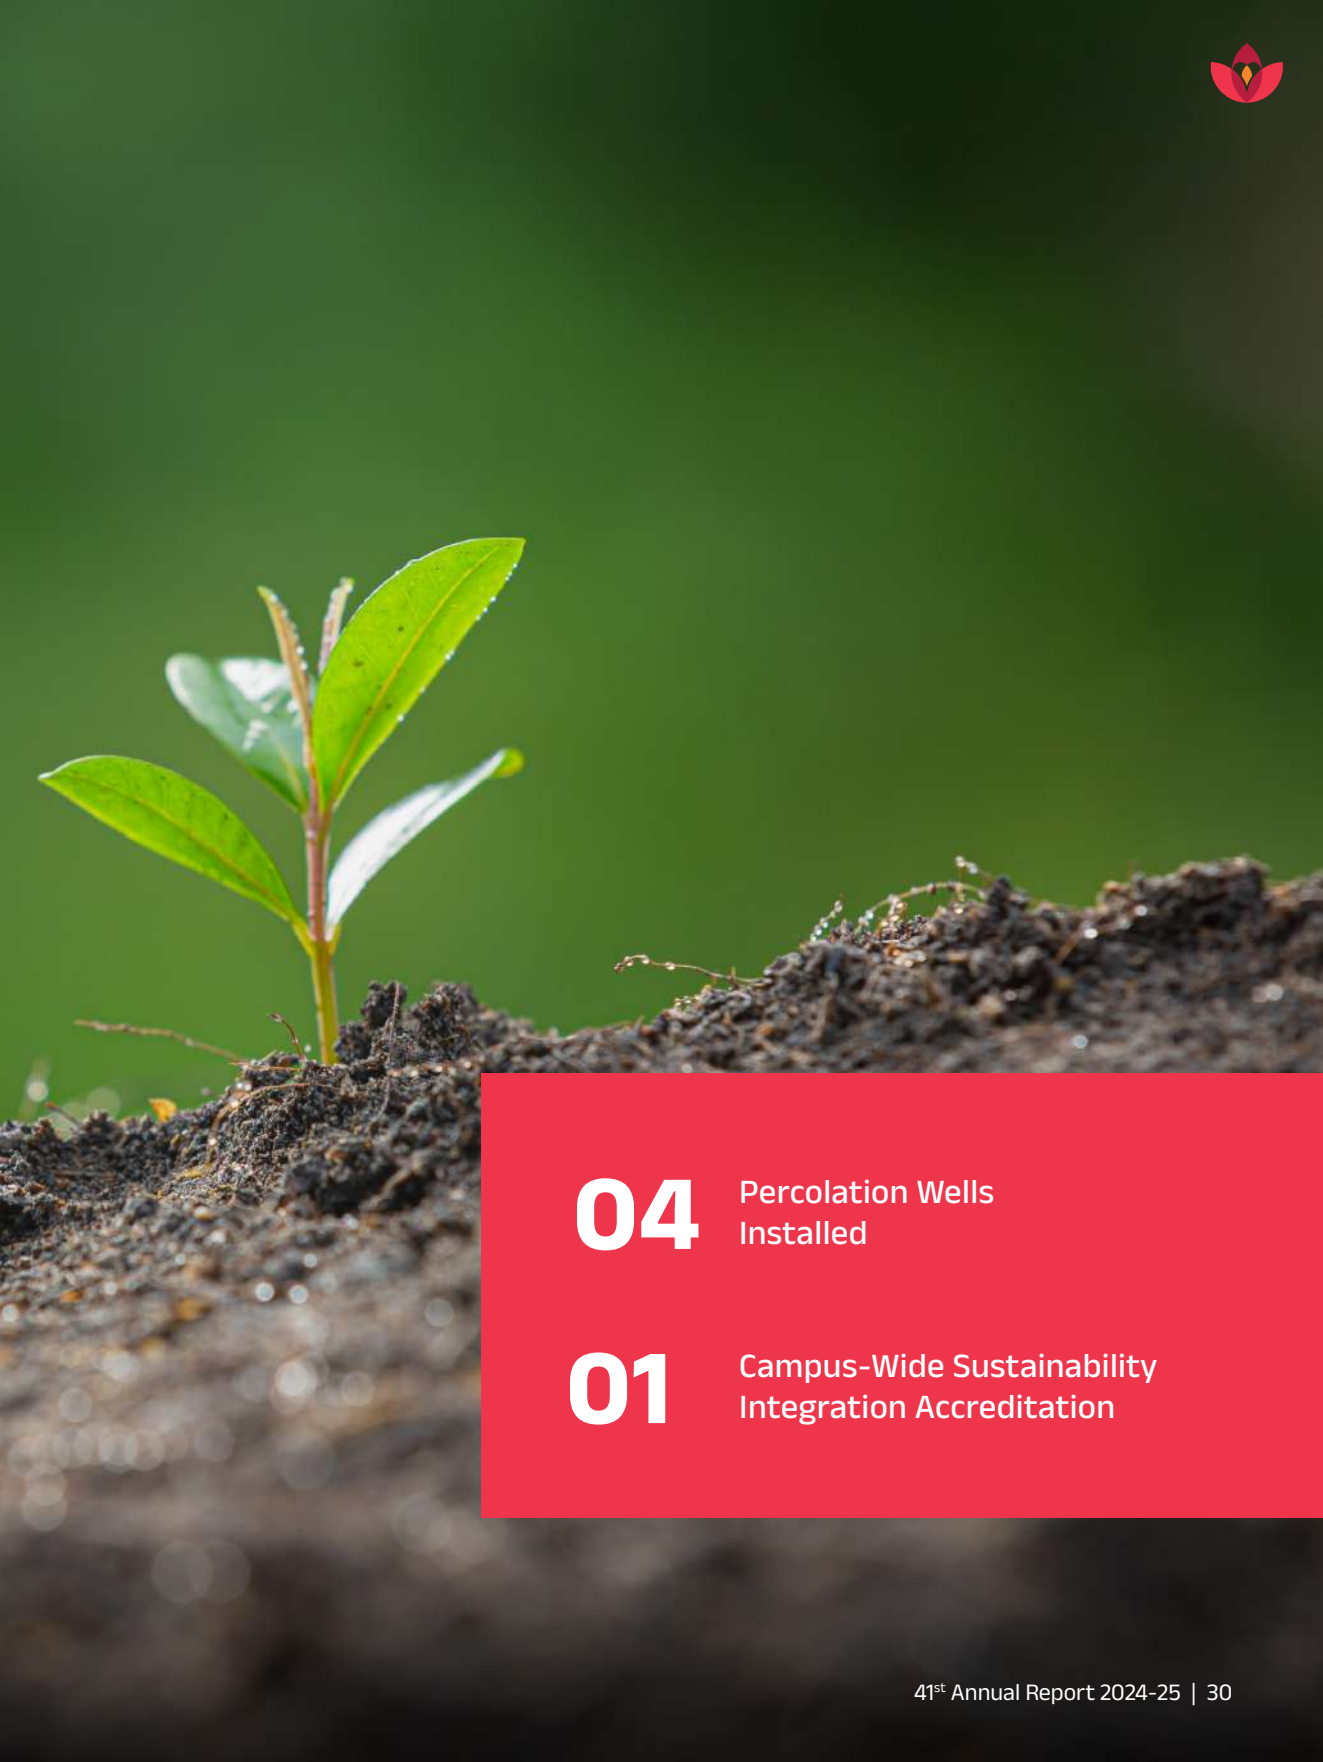 04 Percolation Wells
Installed
01 Campus-Wide Sustainability
Integration Accreditation
41st Annual Report 2024-25 | 30